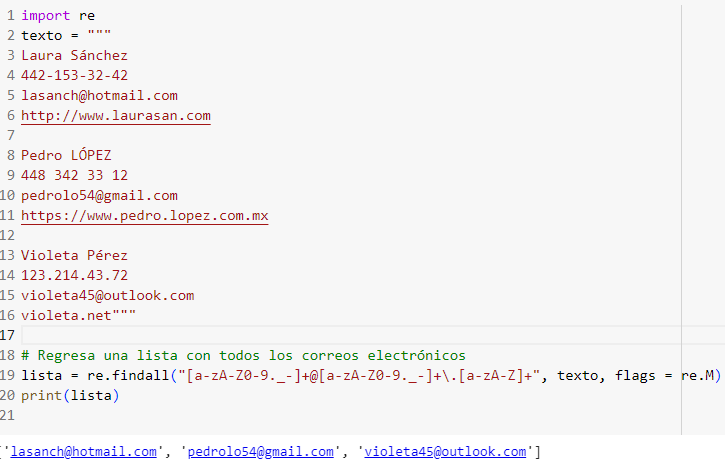 1 import re
2 texto = """
3 Laura Sánchez
4 442-153-32-42
5 lasanch@hotmail.com
6 http://www.laurasan.com
7
8 Pedro LÓPEZ
9 448 342 33 12
10 pedrolo54@gmail.com
11 https://www.pedro.lopez.com.mx
12
13 Violeta Pérez
14 123.214.43.72
15 violeta45@outlook.com
16 violeta.net"""
17
18 # Regresa una lista con todos los correos electrónicos
19 lista = re.findall("[a-zA-Z0-9._-]+@[a-zA-Z0-9._-]+\.[a-zA-Z]+", texto, flags = re.M)
20 print(lista)
21
['lasanch@hotmail.com', 'pedrolo54@gmail.com', 'violeta45@outlook.com']